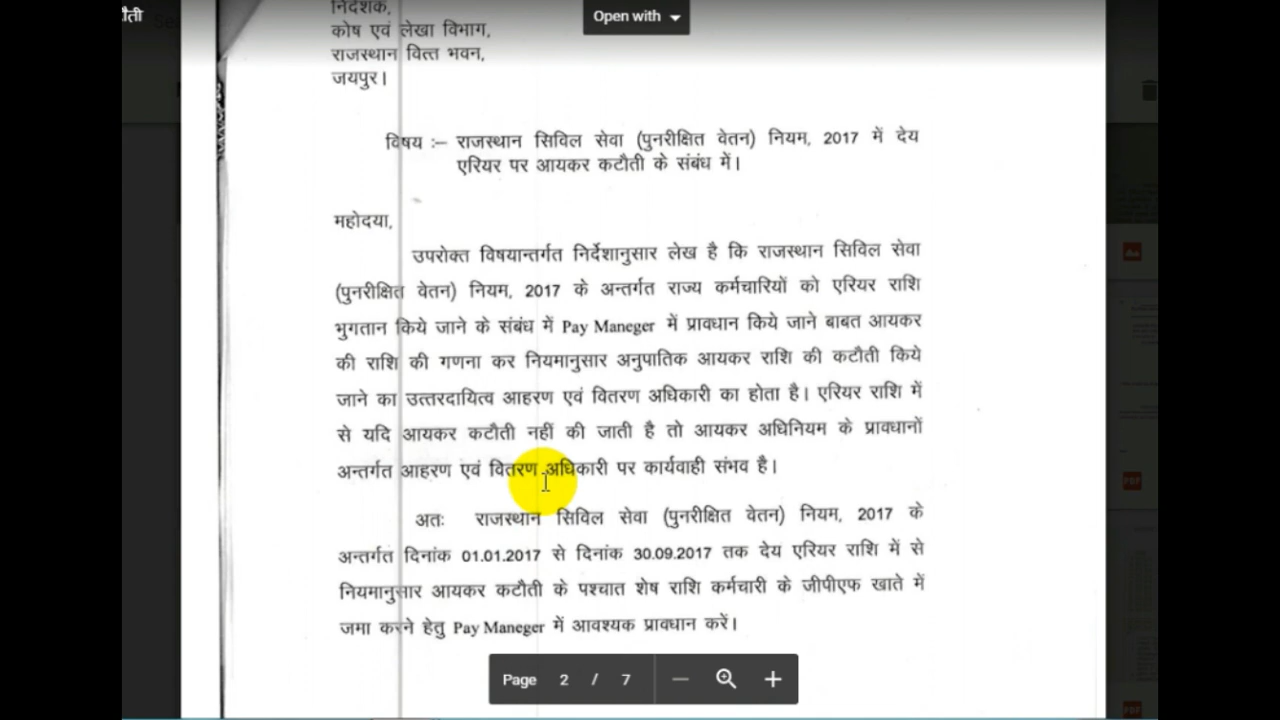 Open with
निदेशक,
कोष एवं लेखा विभाग,
राजस्थान वित्त भवन,
जयपुर।
विषय :– राजस्थान सिविल सेवा (पुनरीक्षित वेतन) नियम, 2017 में देय
एरियर पर आयकर कटौती के संबंध में।
महोदया,
उपरोक्त विषयान्तर्गत निर्देशानुसार लेख है कि राजस्थान सिविल सेवा
(पुनरीक्षित वेतन) नियम, 2017 के अन्तर्गत राज्य कर्मचारियों को एरियर राशि
भुगतान किये जाने के संबंध में Pay Maneger में प्रावधान किये जाने बाबत आयकर
की राशि की गणना कर नियमानुसार अनुपातिक आयकर राशि की कटौती किये
जाने का उत्तरदायित्व आहरण एवं वितरण अधिकारी का होता है। एरियर राशि में
से यदि आयकर कटौती नहीं की जाती है तो आयकर अधिनियम के प्रावधानों
अन्तर्गत आहरण एवं वितरण अधिकारी पर कार्यवाही संभव है।
अतः राजस्थान सिविल सेवा (पुनरीक्षित वेतन) नियम, 2017 के
अन्तर्गत दिनांक 01.01.2017 से दिनांक 30.09.2017 तक देय एरियर राशि में से
नियमानुसार आयकर कटौती के पश्चात शेष राशि कर्मचारी के जीपीएफ खाते में
जमा करने हेतु Pay Maneger में आवश्यक प्रावधान करें।
Page 2 / 7
PDF
PDF